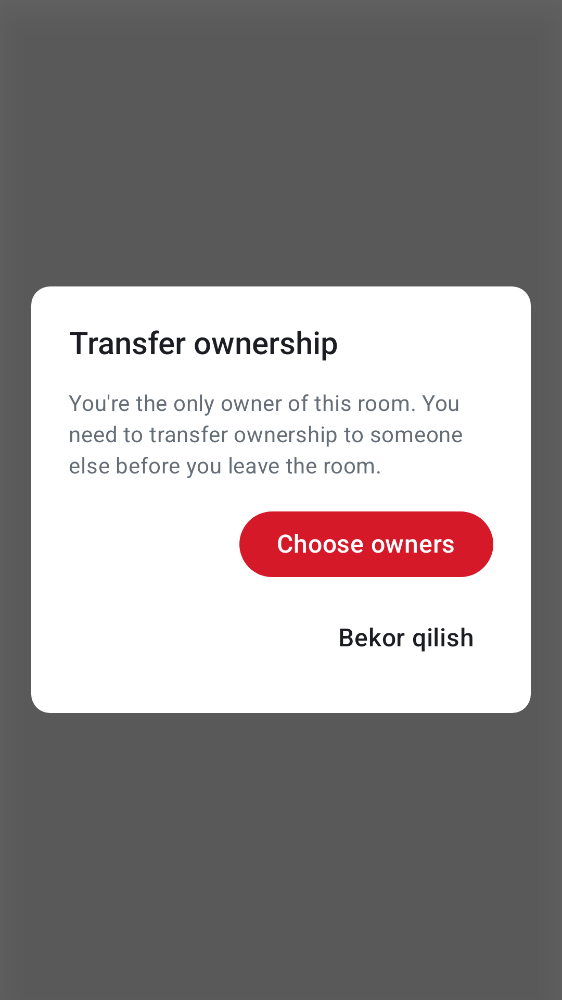 Transfer ownership
You're the only owner of this room. You
need to transfer ownership to someone
else before you leave the room.
Choose owners
Bekor qilish